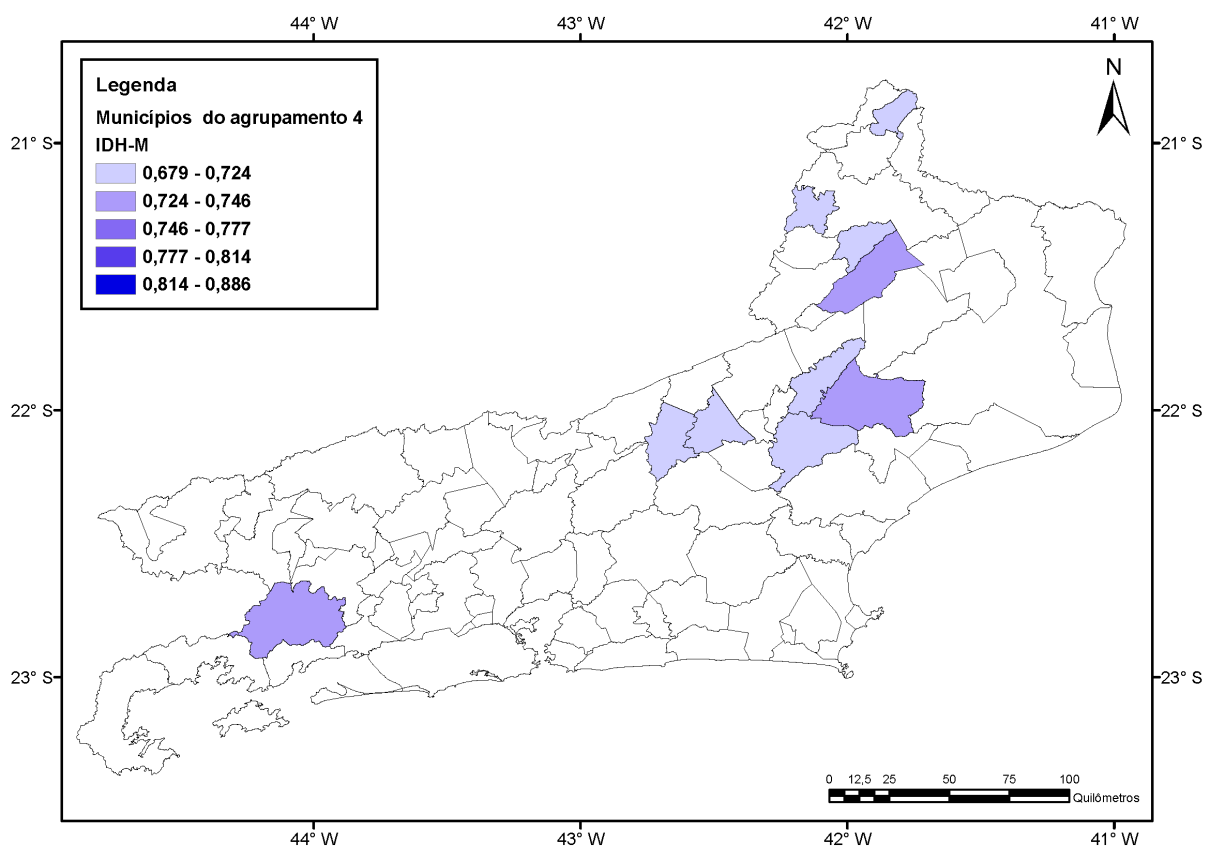 44° W 43° W 42° W 41° W
Legenda
Municípios do agrupamento 4
IDH-M
0,679 - 0,724
0,724 - 0,746
0,746 - 0,777
0,777 - 0,814
0,814 - 0,886
N
21° S 21° S
22° S 22° S
23° S 23° S
0 12,5 25 50 75 100
Quilômetros
44° W 43° W 42° W 41° W